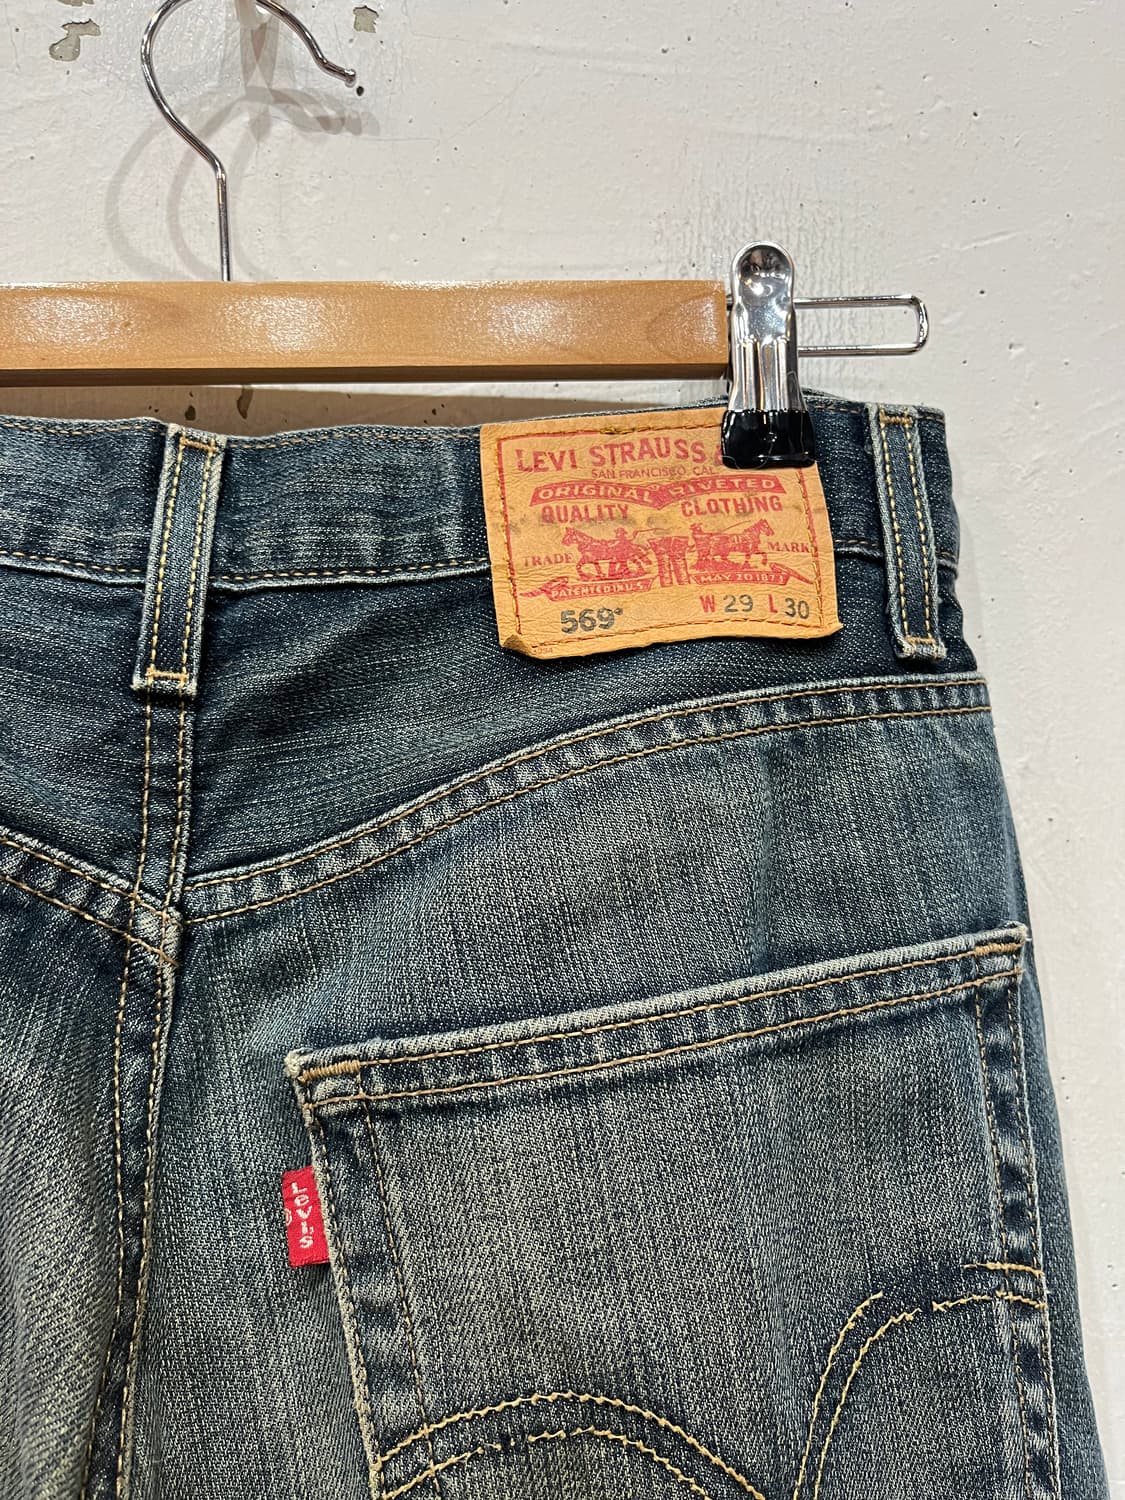 LEVI STRAUSS &
SAN FRANCISCO CAL
ORIGINAL RIVETED
QUALITY CLOTHING
TRADE MARK
PATENTED IN U.S. MAY 20 1873
569* W 29 L 30
Levi's
®